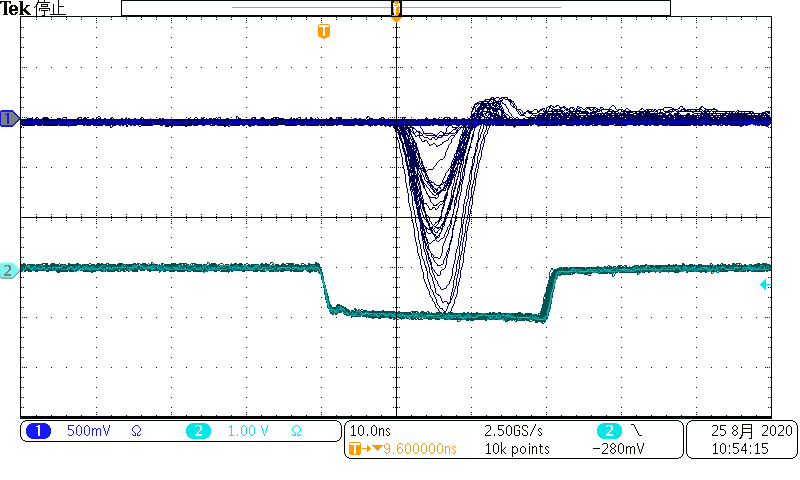 Tek 停止
T
T
1
2
1 500mV Ω 2 1.00 V Ω
10.0ns 2.50GS/s 2
T→▼9.600000ns 10k points −280mV
25 8月 2020
10:54:15